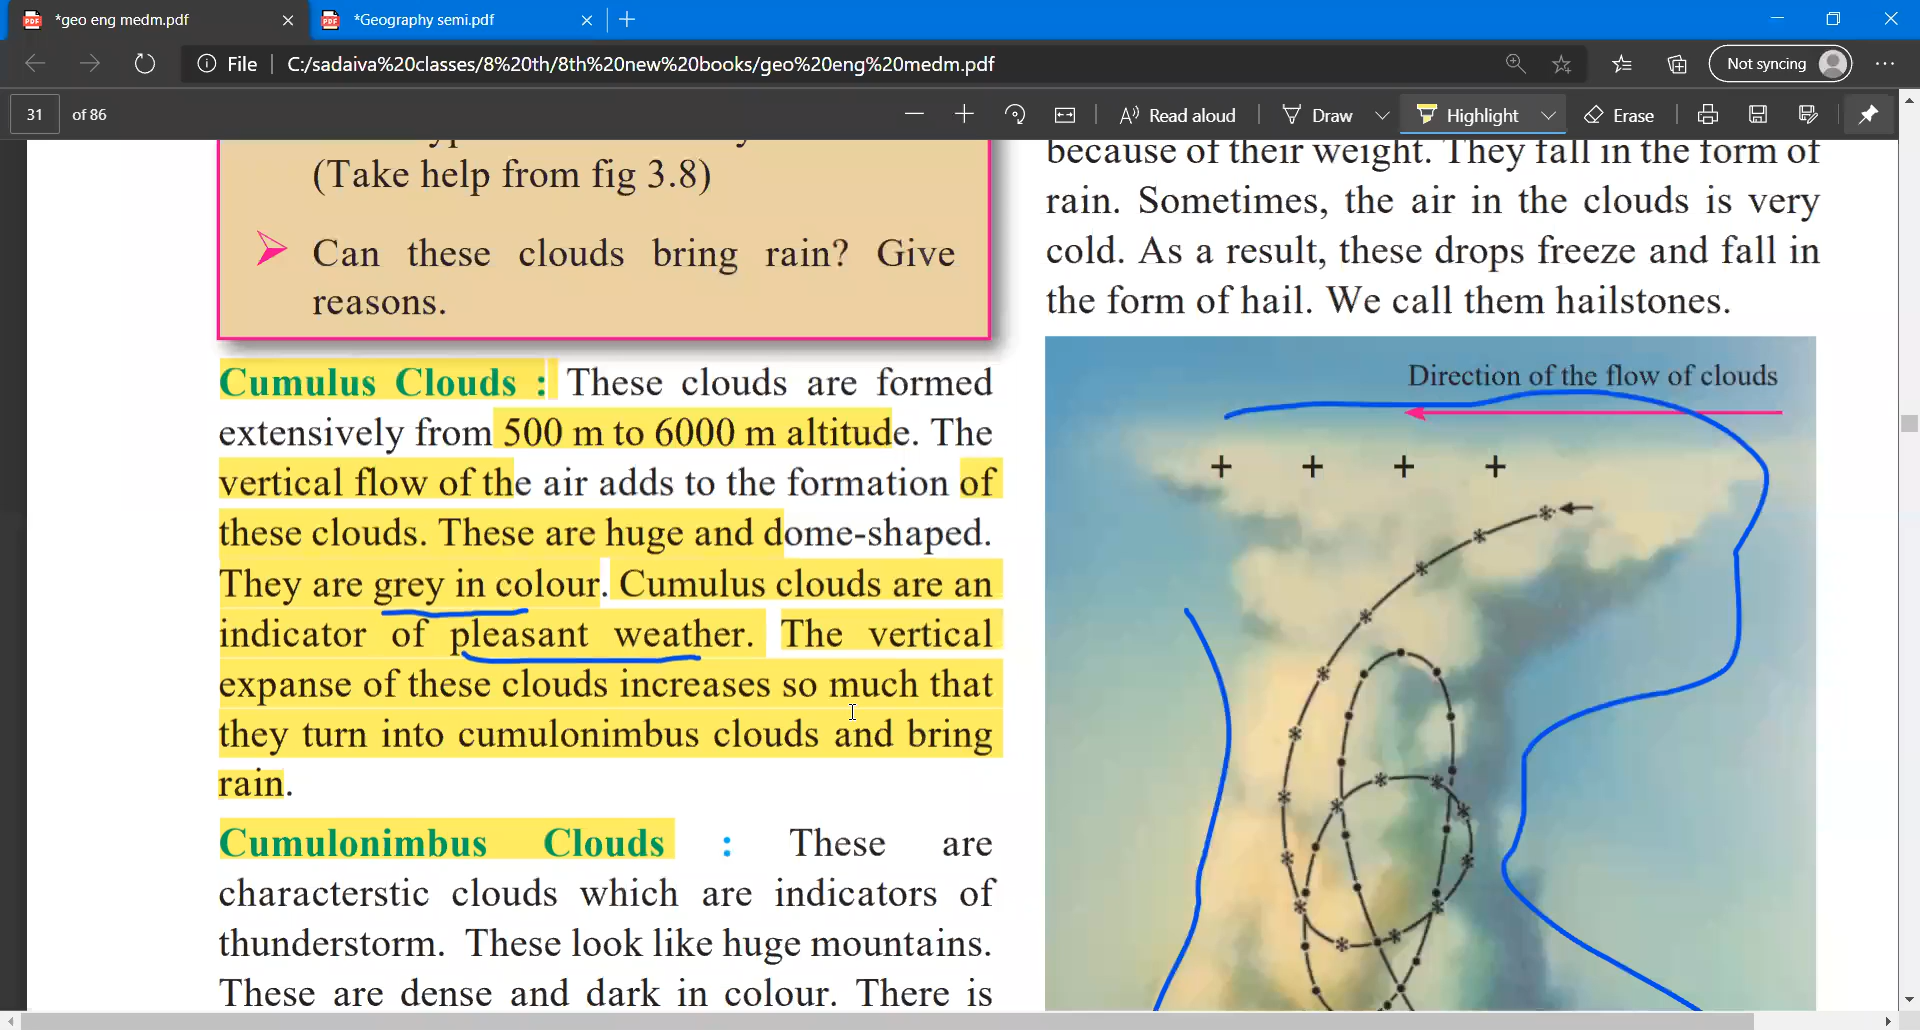 *geo eng medm.pdf
*Geography semi.pdf
File
C:/sadaiva%20classes/8%20th/8th%20new%20books/geo%20eng%20medm.pdf
Not syncing
31 of 86
Read aloud
Draw
Highlight
Erase
(Take help from fig 3.8)
Can these clouds bring rain? Give
reasons.
Cumulus Clouds : These clouds are formed
extensively from 500 m to 6000 m altitude. The
vertical flow of the air adds to the formation of
these clouds. These are huge and dome-shaped.
They are grey in colour. Cumulus clouds are an
indicator of pleasant weather. The vertical
expanse of these clouds increases so much that
they turn into cumulonimbus clouds and bring
rain.
Cumulonimbus Clouds : These are
characterstic clouds which are indicators of
thunderstorm. These look like huge mountains.
These are dense and dark in colour. There is
because of their weight. They fall in the form of
rain. Sometimes, the air in the clouds is very
cold. As a result, these drops freeze and fall in
the form of hail. We call them hailstones.
Direction of the flow of clouds